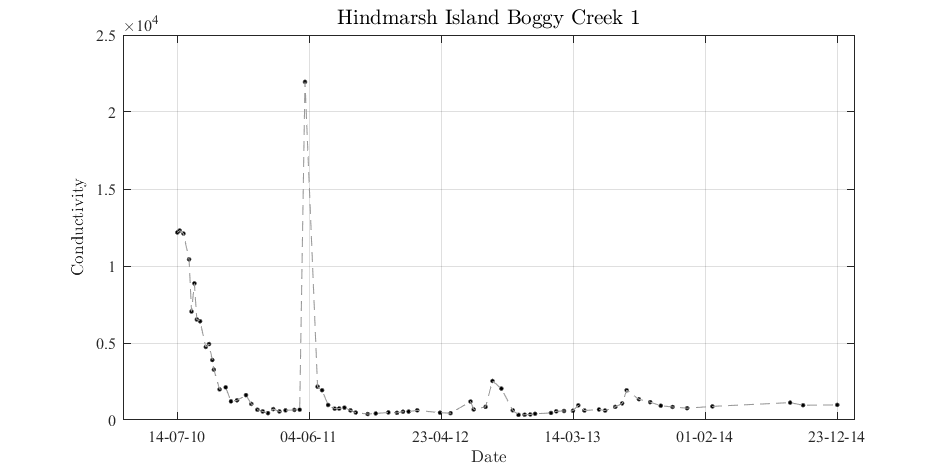 Hindmarsh Island Boggy Creek 1
×10⁴
2.5
2
1.5
1
0.5
0
Conductivity
14-07-10 04-06-11 23-04-12 14-03-13 01-02-14 23-12-14
Date